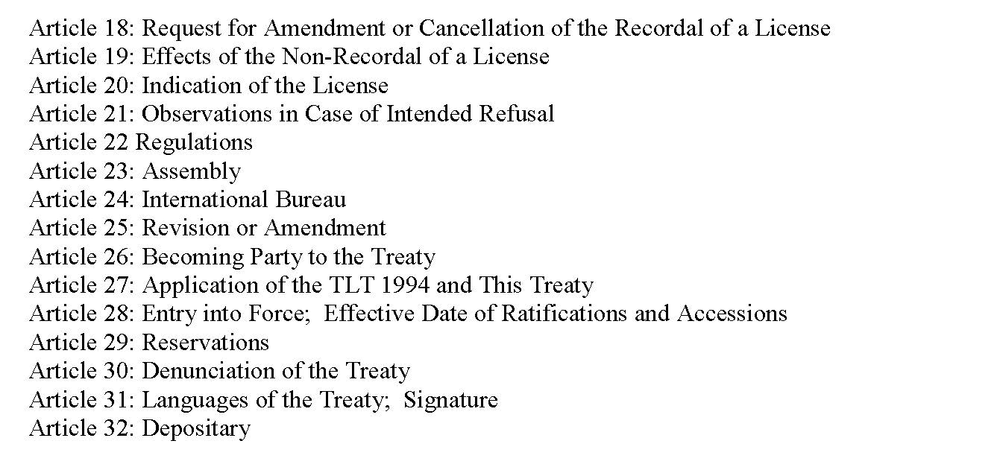 Article 18: Request for Amendment or Cancellation of the Recordal of a License
Article 19: Effects of the Non-Recordal of a License
Article 20: Indication of the License
Article 21: Observations in Case of Intended Refusal
Article 22 Regulations
Article 23: Assembly
Article 24: International Bureau
Article 25: Revision or Amendment
Article 26: Becoming Party to the Treaty
Article 27: Application of the TLT 1994 and This Treaty
Article 28: Entry into Force;  Effective Date of Ratifications and Accessions
Article 29: Reservations
Article 30: Denunciation of the Treaty
Article 31: Languages of the Treaty;  Signature
Article 32: Depositary